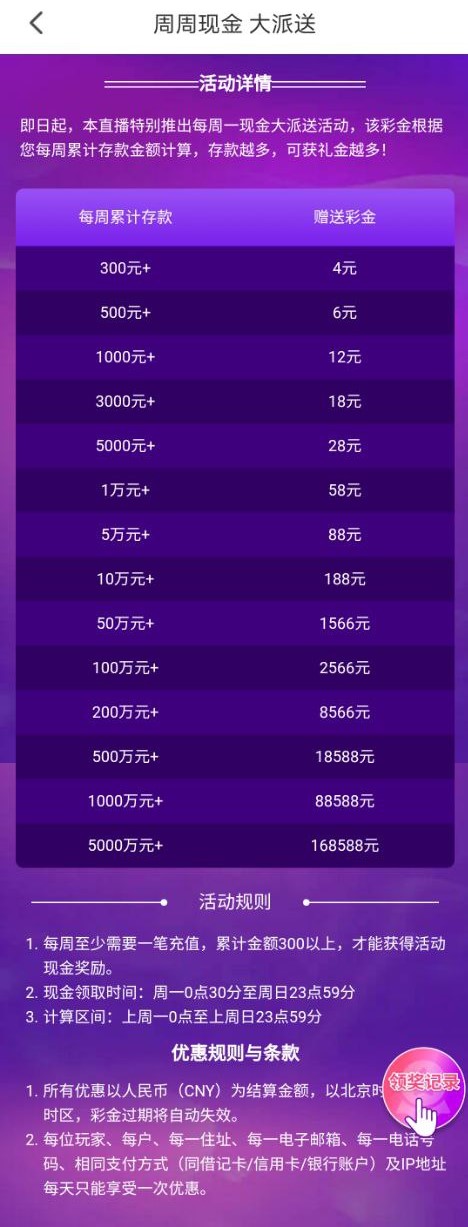 周周现金 大派送
活动详情
即日起，本直播特别推出每周一现金大派送活动，该彩金根据
您每周累计存款金额计算，存款越多，可获礼金越多！
每周累计存款 赠送彩金
300元+ 4元
500元+ 6元
1000元+ 12元
3000元+ 18元
5000元+ 28元
1万元+ 58元
5万元+ 88元
10万元+ 188元
50万元+ 1566元
100万元+ 2566元
200万元+ 8566元
500万元+ 18588元
1000万元+ 88588元
5000万元+ 168588元
活动规则
1. 每周至少需要一笔充值，累计金额300以上，才能获得活动
现金奖励。
2. 现金领取时间：周一0点30分至周日23点59分
3. 计算区间：上周一0点至上周日23点59分
优惠规则与条款
1. 所有优惠以人民币（CNY）为结算金额，以北京时
时区，彩金过期将自动失效。
领奖记录
2. 每位玩家、每户、每一住址、每一电子邮箱、每一电话号
码、相同支付方式（同借记卡/信用卡/银行账户）及IP地址
每天只能享受一次优惠。